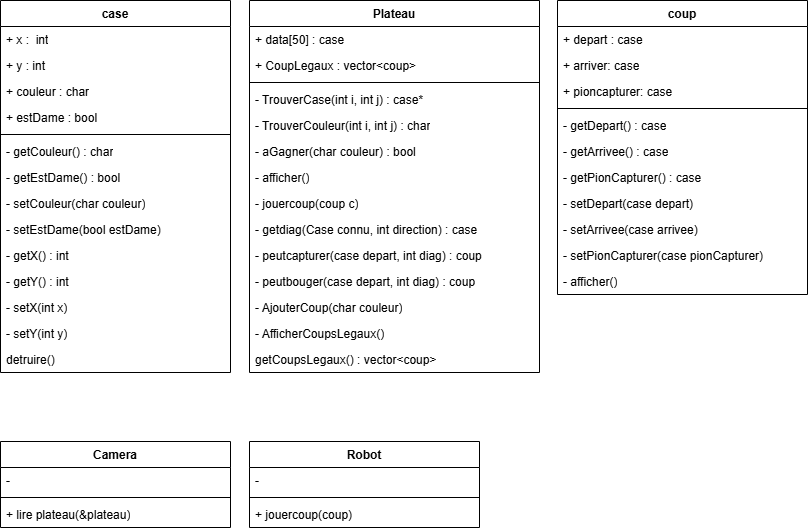 case
+ x :  int
+ y : int
+ couleur : char
+ estDame : bool
- getCouleur() : char
- getEstDame() : bool
- setCouleur(char couleur)
- setEstDame(bool estDame)
- getX() : int
- getY() : int
- setX(int x)
- setY(int y)
detruire()
Plateau
+ data[50] : case
+ CoupLegaux : vector<coup>
- TrouverCase(int i, int j) : case*
- TrouverCouleur(int i, int j) : char
- aGagner(char couleur) : bool
- afficher()
- jouercoup(coup c)
- getdiag(Case connu, int direction) : case
- peutcapturer(case depart, int diag) : coup
- peutbouger(case depart, int diag) : coup
- AjouterCoup(char couleur)
- AfficherCoupsLegaux()
getCoupsLegaux() : vector<coup>
coup
+ depart : case
+ arriver: case
+ pioncapturer: case
- getDepart() : case
- getArrivee() : case
- getPionCapturer() : case
- setDepart(case depart)
- setArrivee(case arrivee)
- setPionCapturer(case pionCapturer)
- afficher()
Camera
-
+ lire plateau(&plateau)
Robot
-
+ jouercoup(coup)